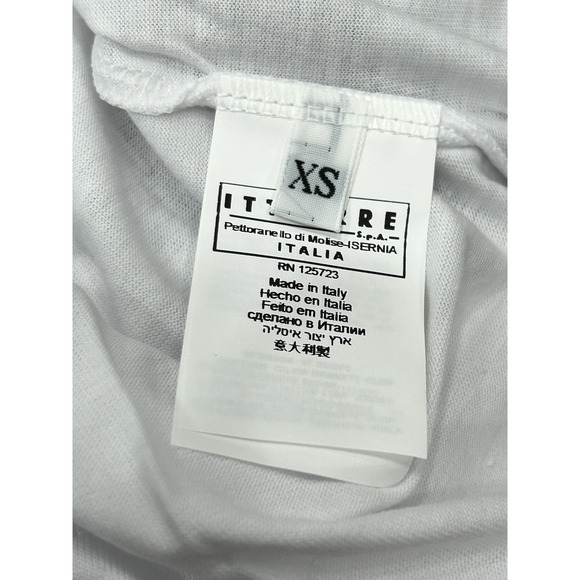 XS
ITTIERRE
S.p.A.
Pettoranello di Molise-ISERNIA
ITALIA
RN 125723
Made in Italy
Hecho en Italia
Feito em Italia
сделано в Италии
ארץ יצור איטליה
意大利製